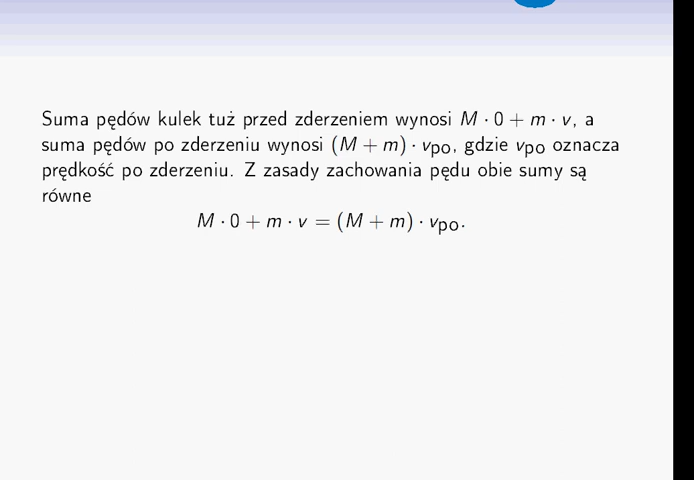 Suma pędów kulek tuż przed zderzeniem wynosi M · 0 + m · v, a
suma pędów po zderzeniu wynosi (M + m) · vpo, gdzie vpo oznacza
prędkość po zderzeniu. Z zasady zachowania pędu obie sumy są
równe
M · 0 + m · v = (M + m) · vpo.